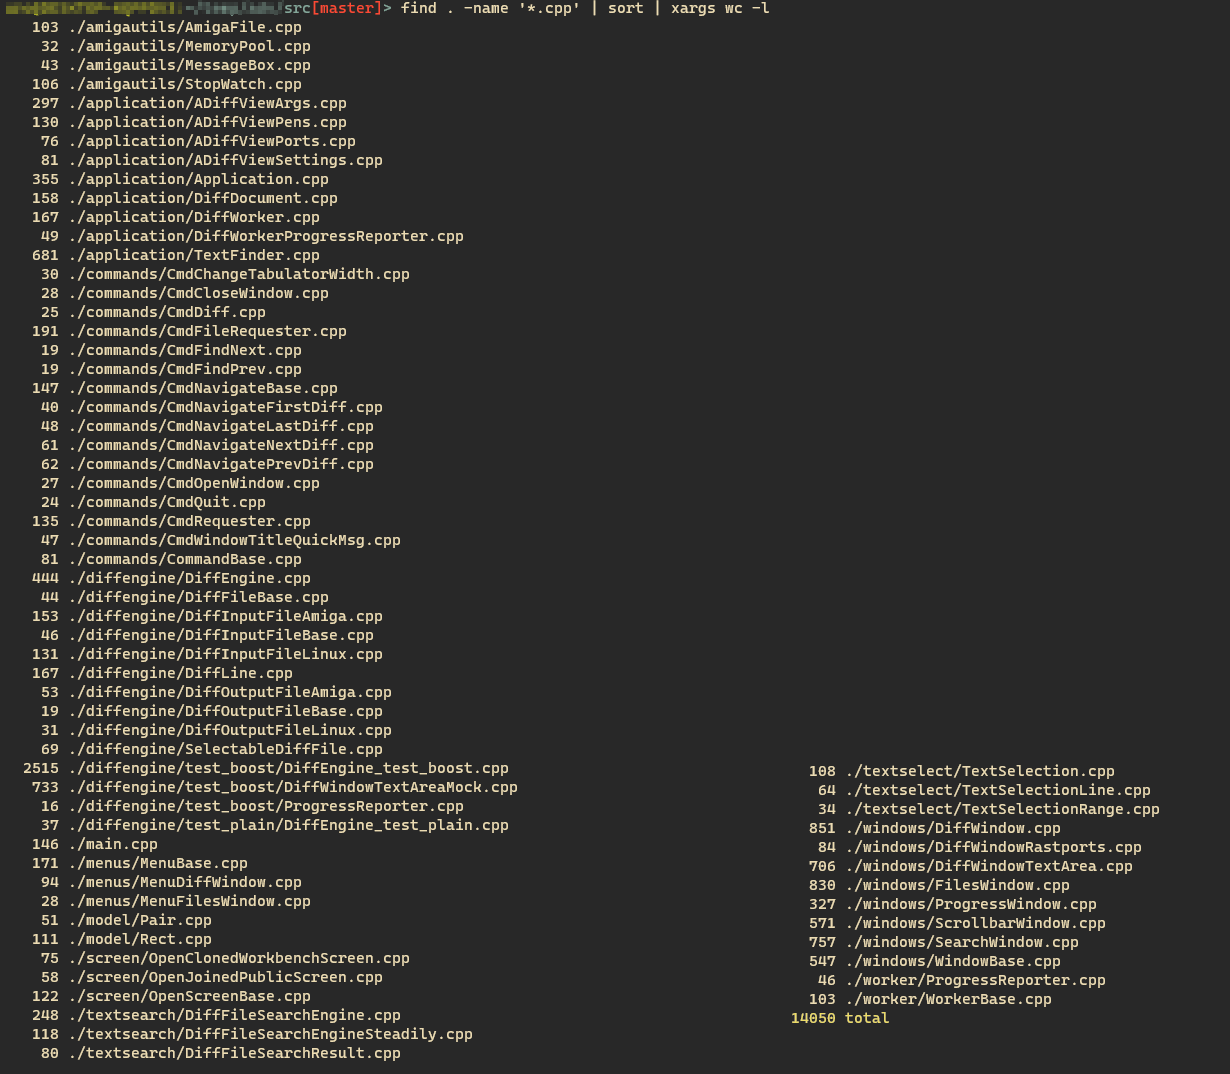 src[master]> find . -name '*.cpp' | sort | xargs wc -l
103 ./amigautils/AmigaFile.cpp
32 ./amigautils/MemoryPool.cpp
43 ./amigautils/MessageBox.cpp
106 ./amigautils/StopWatch.cpp
297 ./application/ADiffViewArgs.cpp
130 ./application/ADiffViewPens.cpp
76 ./application/ADiffViewPorts.cpp
81 ./application/ADiffViewSettings.cpp
355 ./application/Application.cpp
158 ./application/DiffDocument.cpp
167 ./application/DiffWorker.cpp
49 ./application/DiffWorkerProgressReporter.cpp
681 ./application/TextFinder.cpp
30 ./commands/CmdChangeTabulatorWidth.cpp
28 ./commands/CmdCloseWindow.cpp
25 ./commands/CmdDiff.cpp
191 ./commands/CmdFileRequester.cpp
19 ./commands/CmdFindNext.cpp
19 ./commands/CmdFindPrev.cpp
147 ./commands/CmdNavigateBase.cpp
40 ./commands/CmdNavigateFirstDiff.cpp
48 ./commands/CmdNavigateLastDiff.cpp
61 ./commands/CmdNavigateNextDiff.cpp
62 ./commands/CmdNavigatePrevDiff.cpp
27 ./commands/CmdOpenWindow.cpp
24 ./commands/CmdQuit.cpp
135 ./commands/CmdRequester.cpp
47 ./commands/CmdWindowTitleQuickMsg.cpp
81 ./commands/CommandBase.cpp
444 ./diffengine/DiffEngine.cpp
44 ./diffengine/DiffFileBase.cpp
153 ./diffengine/DiffInputFileAmiga.cpp
46 ./diffengine/DiffInputFileBase.cpp
131 ./diffengine/DiffInputFileLinux.cpp
167 ./diffengine/DiffLine.cpp
53 ./diffengine/DiffOutputFileAmiga.cpp
19 ./diffengine/DiffOutputFileBase.cpp
31 ./diffengine/DiffOutputFileLinux.cpp
69 ./diffengine/SelectableDiffFile.cpp
2515 ./diffengine/test_boost/DiffEngine_test_boost.cpp
733 ./diffengine/test_boost/DiffWindowTextAreaMock.cpp
16 ./diffengine/test_boost/ProgressReporter.cpp
37 ./diffengine/test_plain/DiffEngine_test_plain.cpp
146 ./main.cpp
171 ./menus/MenuBase.cpp
94 ./menus/MenuDiffWindow.cpp
28 ./menus/MenuFilesWindow.cpp
51 ./model/Pair.cpp
111 ./model/Rect.cpp
75 ./screen/OpenClonedWorkbenchScreen.cpp
58 ./screen/OpenJoinedPublicScreen.cpp
122 ./screen/OpenScreenBase.cpp
248 ./textsearch/DiffFileSearchEngine.cpp
118 ./textsearch/DiffFileSearchEngineSteadily.cpp
80 ./textsearch/DiffFileSearchResult.cpp
108 ./textselect/TextSelection.cpp
64 ./textselect/TextSelectionLine.cpp
34 ./textselect/TextSelectionRange.cpp
851 ./windows/DiffWindow.cpp
84 ./windows/DiffWindowRastports.cpp
706 ./windows/DiffWindowTextArea.cpp
830 ./windows/FilesWindow.cpp
327 ./windows/ProgressWindow.cpp
571 ./windows/ScrollbarWindow.cpp
757 ./windows/SearchWindow.cpp
547 ./windows/WindowBase.cpp
46 ./worker/ProgressReporter.cpp
103 ./worker/WorkerBase.cpp
14050 total